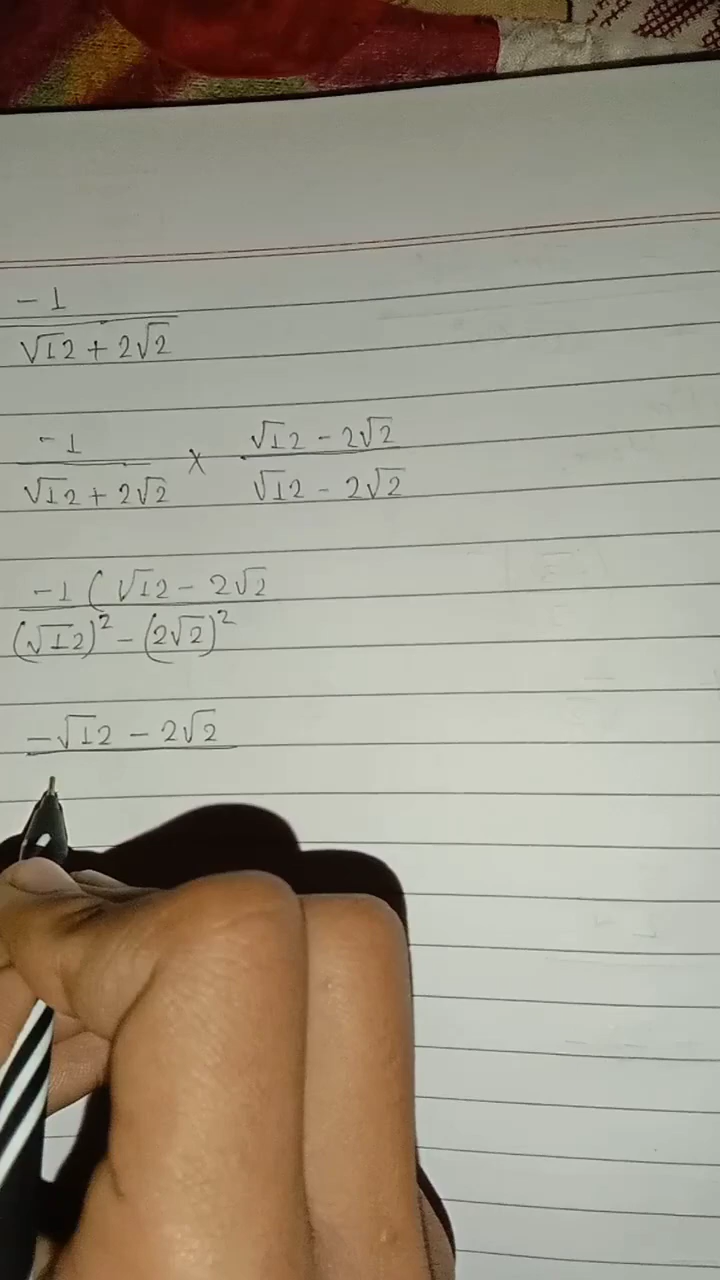 -1
√12 + 2√2
-1 × √12 - 2√2
√12 + 2√2 √12 - 2√2
-1 (√12 - 2√2
(√12)² - (2√2)²
-√12 - 2√2